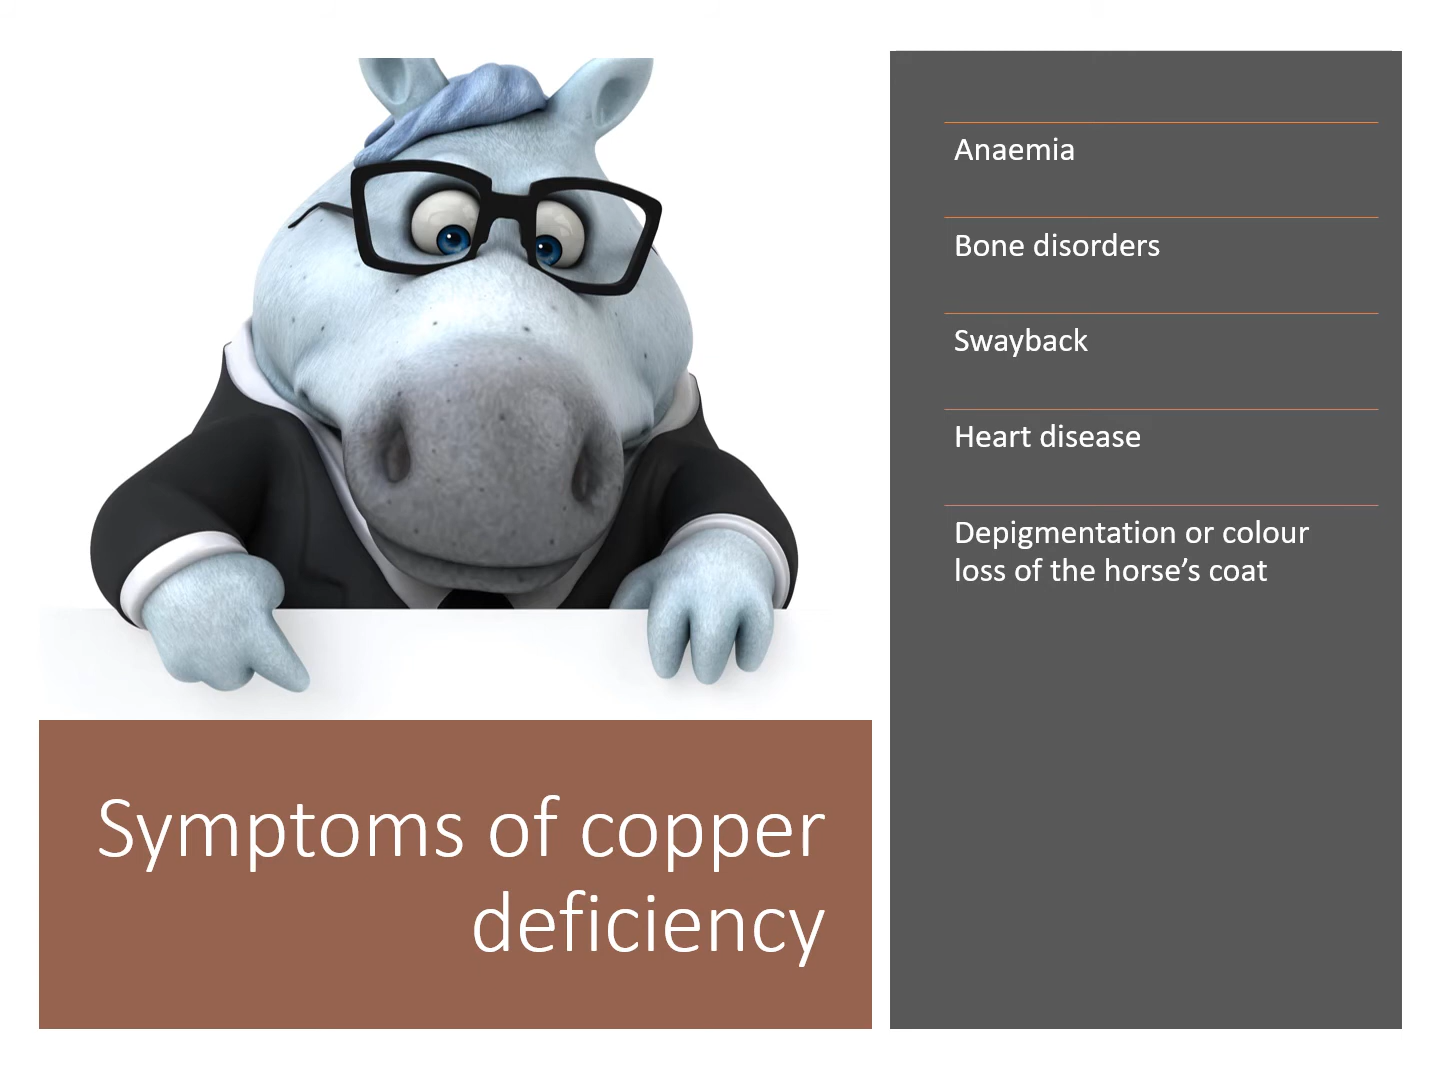 Symptoms of copper
deficiency
Anaemia
Bone disorders
Swayback
Heart disease
Depigmentation or colour
loss of the horse’s coat